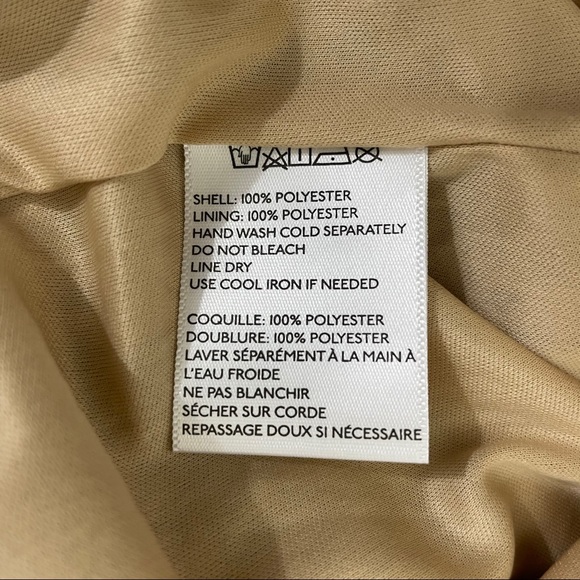 SHELL: 100% POLYESTER
LINING: 100% POLYESTER
HAND WASH COLD SEPARATELY
DO NOT BLEACH
LINE DRY
USE COOL IRON IF NEEDED
COQUILLE: 100% POLYESTER
DOUBLURE: 100% POLYESTER
LAVER SÉPARÉMENT À LA MAIN À
L'EAU FROIDE
NE PAS BLANCHIR
SÉCHER SUR CORDE
REPASSAGE DOUX SI NÉCESSAIRE